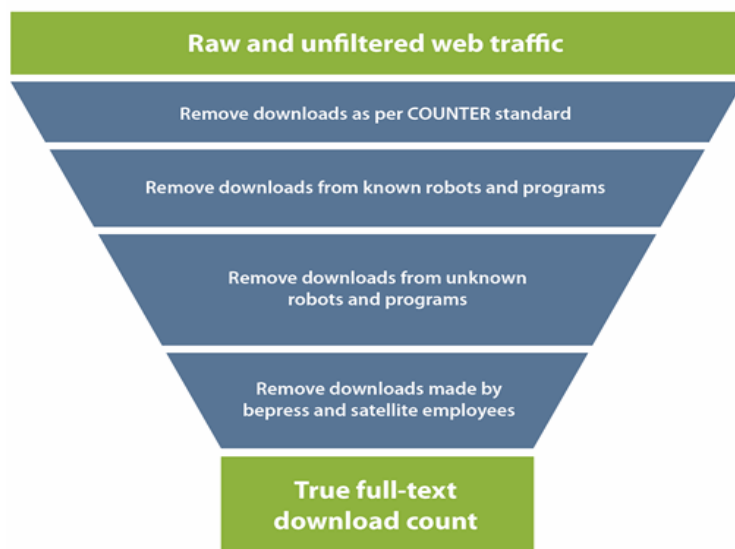 Raw and unfiltered web traffic
Remove downloads as per COUNTER standard
Remove downloads from known robots and programs
Remove downloads from unknown
robots and programs
Remove downloads made by
bepress and satellite employees
True full-text
download count